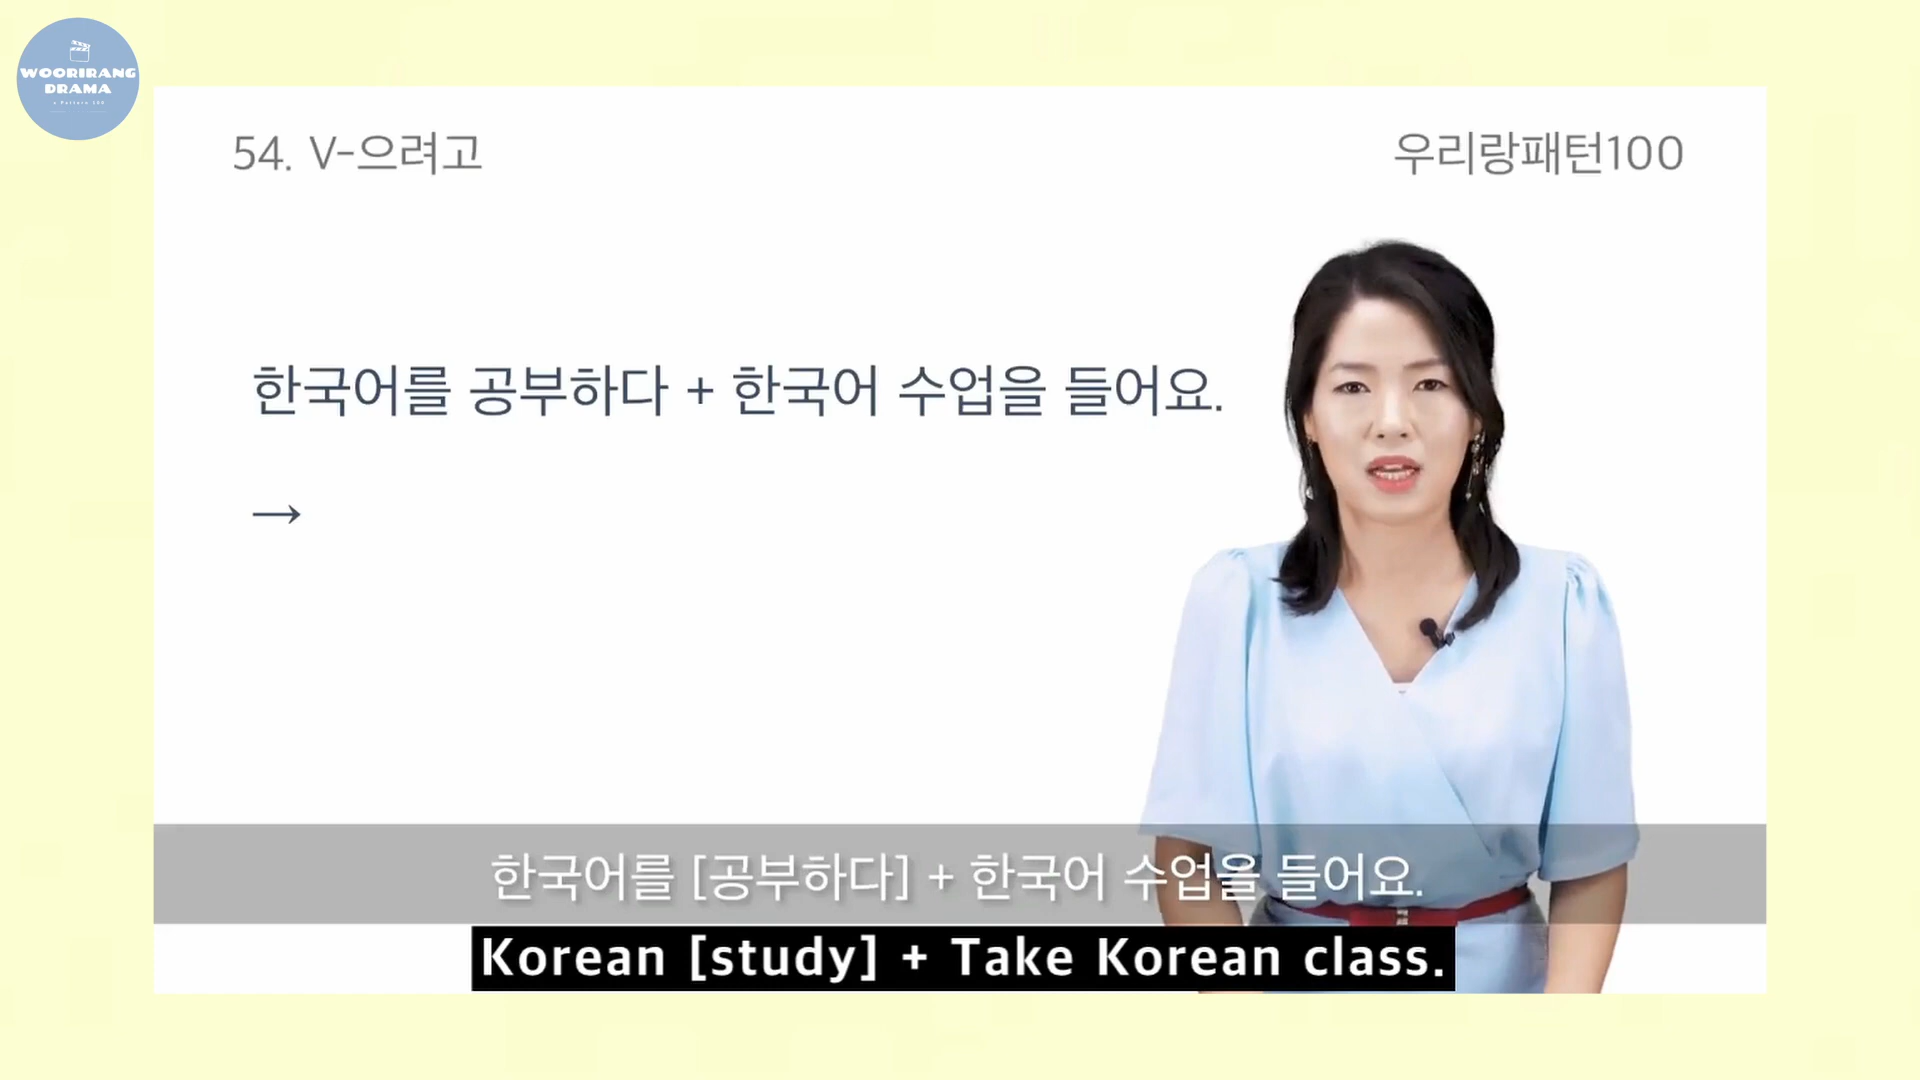 WOORIRANG
DRAMA
54. V-으려고
우리랑패턴100
한국어를 공부하다 + 한국어 수업을 들어요.
→
한국어를 [공부하다] + 한국어 수업을 들어요.
Korean [study] + Take Korean class.